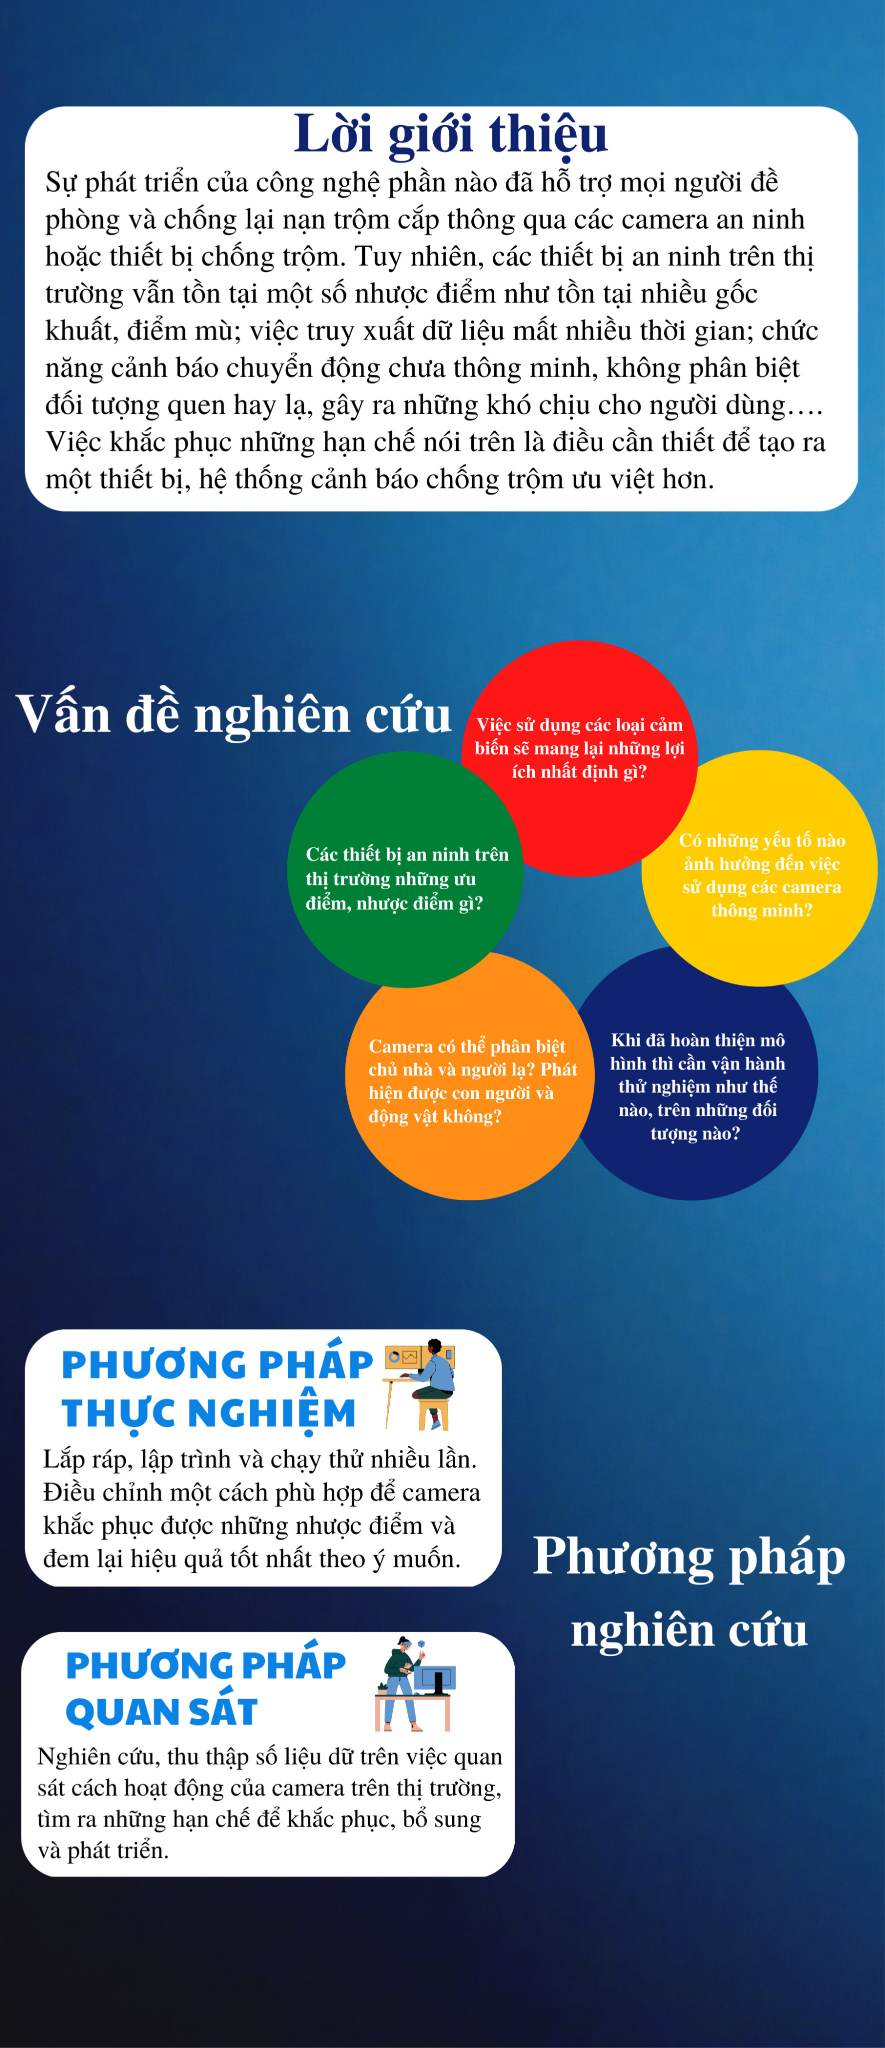 Lời giới thiệu
Sự phát triển của công nghệ phần nào đã hỗ trợ mọi người đề
phòng và chống lại nạn trộm cắp thông qua các camera an ninh
hoặc thiết bị chống trộm. Tuy nhiên, các thiết bị an ninh trên thị
trường vẫn tồn tại một số nhược điểm như tồn tại nhiều gốc
khuất, điểm mù; việc truy xuất dữ liệu mất nhiều thời gian; chức
năng cảnh báo chuyển động chưa thông minh, không phân biệt
đối tượng quen hay lạ, gây ra những khó chịu cho người dùng….
Việc khắc phục những hạn chế nói trên là điều cần thiết để tạo ra
một thiết bị, hệ thống cảnh báo chống trộm ưu việt hơn.
Vấn đề nghiên cứu
Việc sử dụng các loại cảm
biến sẽ mang lại những lợi
ích nhất định gì?
Các thiết bị an ninh trên
thị trường những ưu
điểm, nhược điểm gì?
Có những yếu tố nào
ảnh hưởng đến việc
sử dụng các camera
thông minh?
Camera có thể phân biệt
chủ nhà và người lạ? Phát
hiện được con người và
động vật không?
Khi đã hoàn thiện mô
hình thì cần vận hành
thử nghiệm như thế
nào, trên những đối
tượng nào?
PHƯƠNG PHÁP
THỰC NGHIỆM
Lắp ráp, lập trình và chạy thử nhiều lần.
Điều chỉnh một cách phù hợp để camera
khắc phục được những nhược điểm và
đem lại hiệu quả tốt nhất theo ý muốn.
Phương pháp
nghiên cứu
PHƯƠNG PHÁP
QUAN SÁT
Nghiên cứu, thu thập số liệu dữ trên việc quan
sát cách hoạt động của camera trên thị trường,
tìm ra những hạn chế để khắc phục, bổ sung
và phát triển.